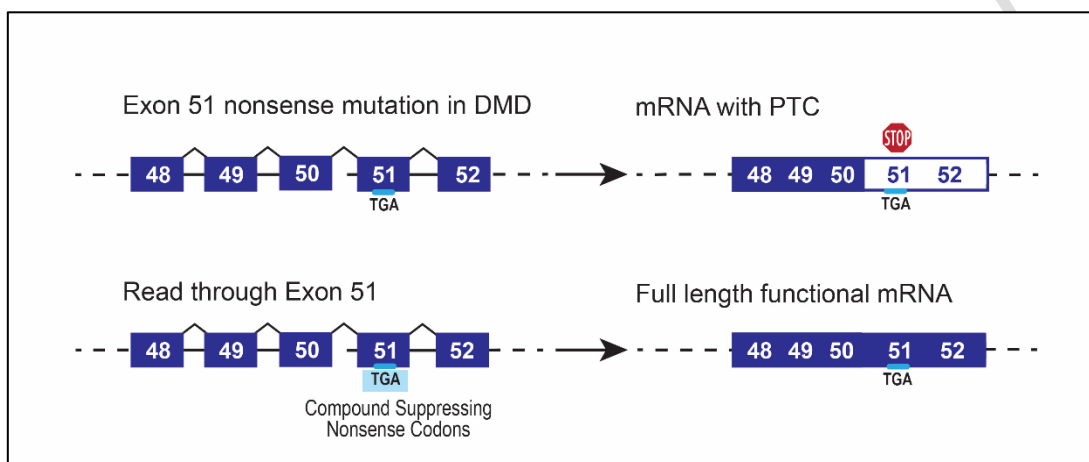 Exon 51 nonsense mutation in DMD
mRNA with PTC
STOP
48 49 50 51 52
TGA
48 49 50 51 52
TGA
Read through Exon 51
Full length functional mRNA
48 49 50 51 52
TGA
Compound Suppressing
Nonsense Codons
48 49 50 51 52
TGA